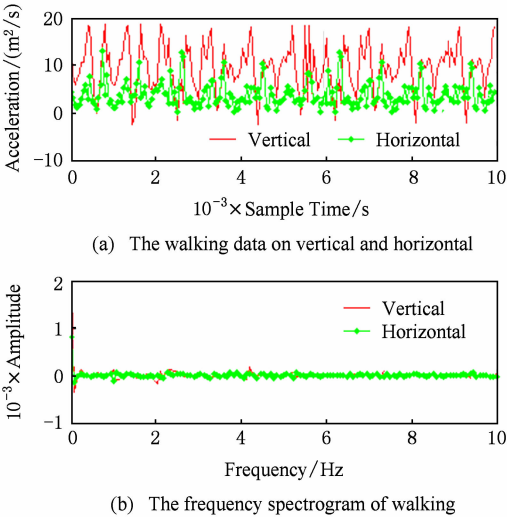 20
10
0
−10
Acceleration/(m²/s)
Vertical
Horizontal
0 2 4 6 8 10
10⁻³×Sample Time/s
(a) The walking data on vertical and horizontal
2
1
0
−1
10⁻³×Amplitude
Vertical
Horizontal
0 2 4 6 8 10
Frequency/Hz
(b) The frequency spectrogram of walking